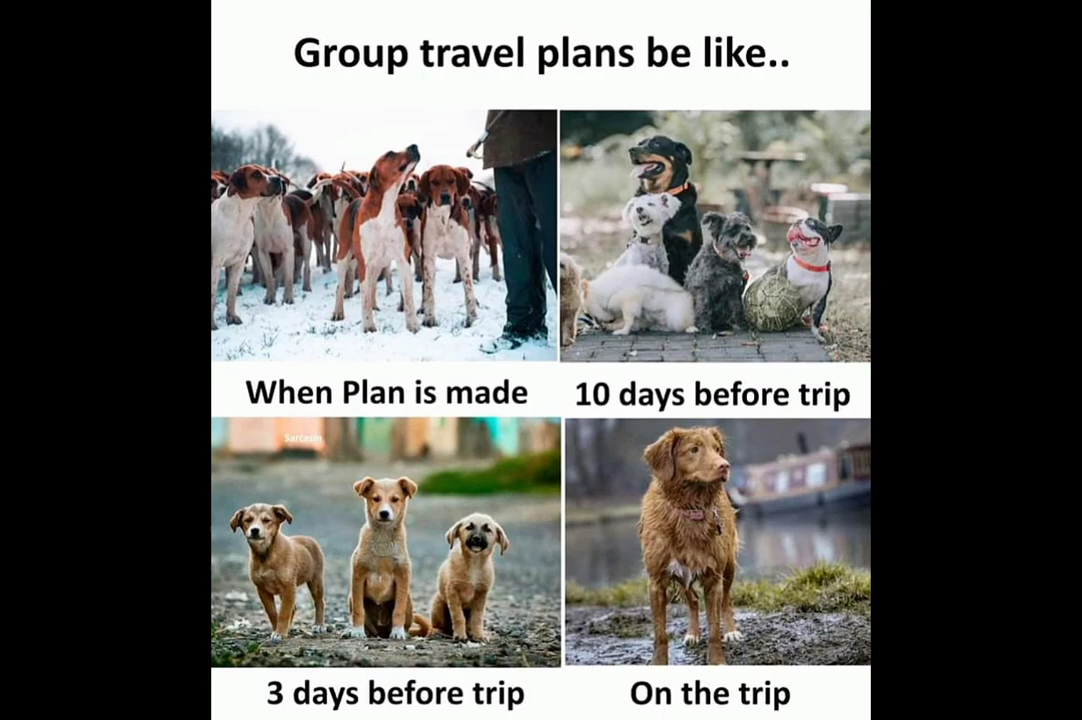 Group travel plans be like..
When Plan is made
10 days before trip
Sarcasm
3 days before trip
On the trip